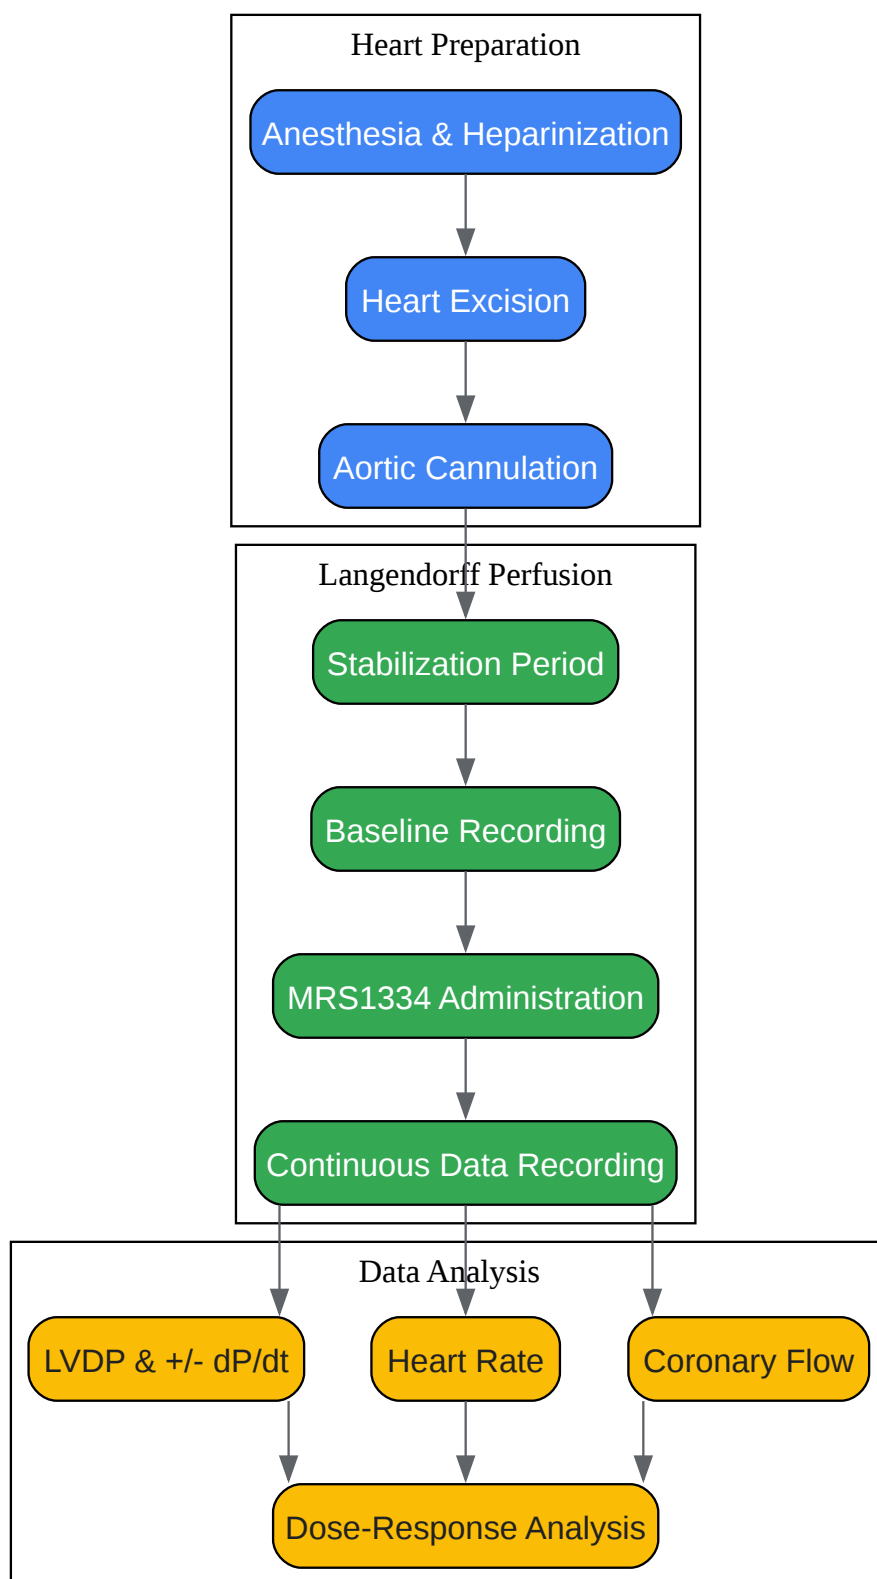 Heart Preparation
Anesthesia & Heparinization
Heart Excision
Aortic Cannulation
Langendorff Perfusion
Stabilization Period
Baseline Recording
MRS1334 Administration
Continuous Data Recording
Data Analysis
LVDP & +/- dP/dt
Heart Rate
Coronary Flow
Dose-Response Analysis